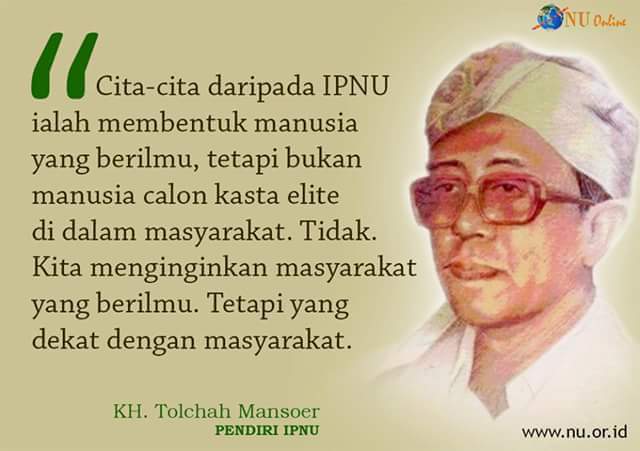 NU Online
Cita-cita daripada IPNU
ialah membentuk manusia
yang berilmu, tetapi bukan
manusia calon kasta elite
di dalam masyarakat. Tidak.
Kita menginginkan masyarakat
yang berilmu. Tetapi yang
dekat dengan masyarakat.
KH. Tolchah Mansoer
PENDIRI IPNU
www.nu.or.id